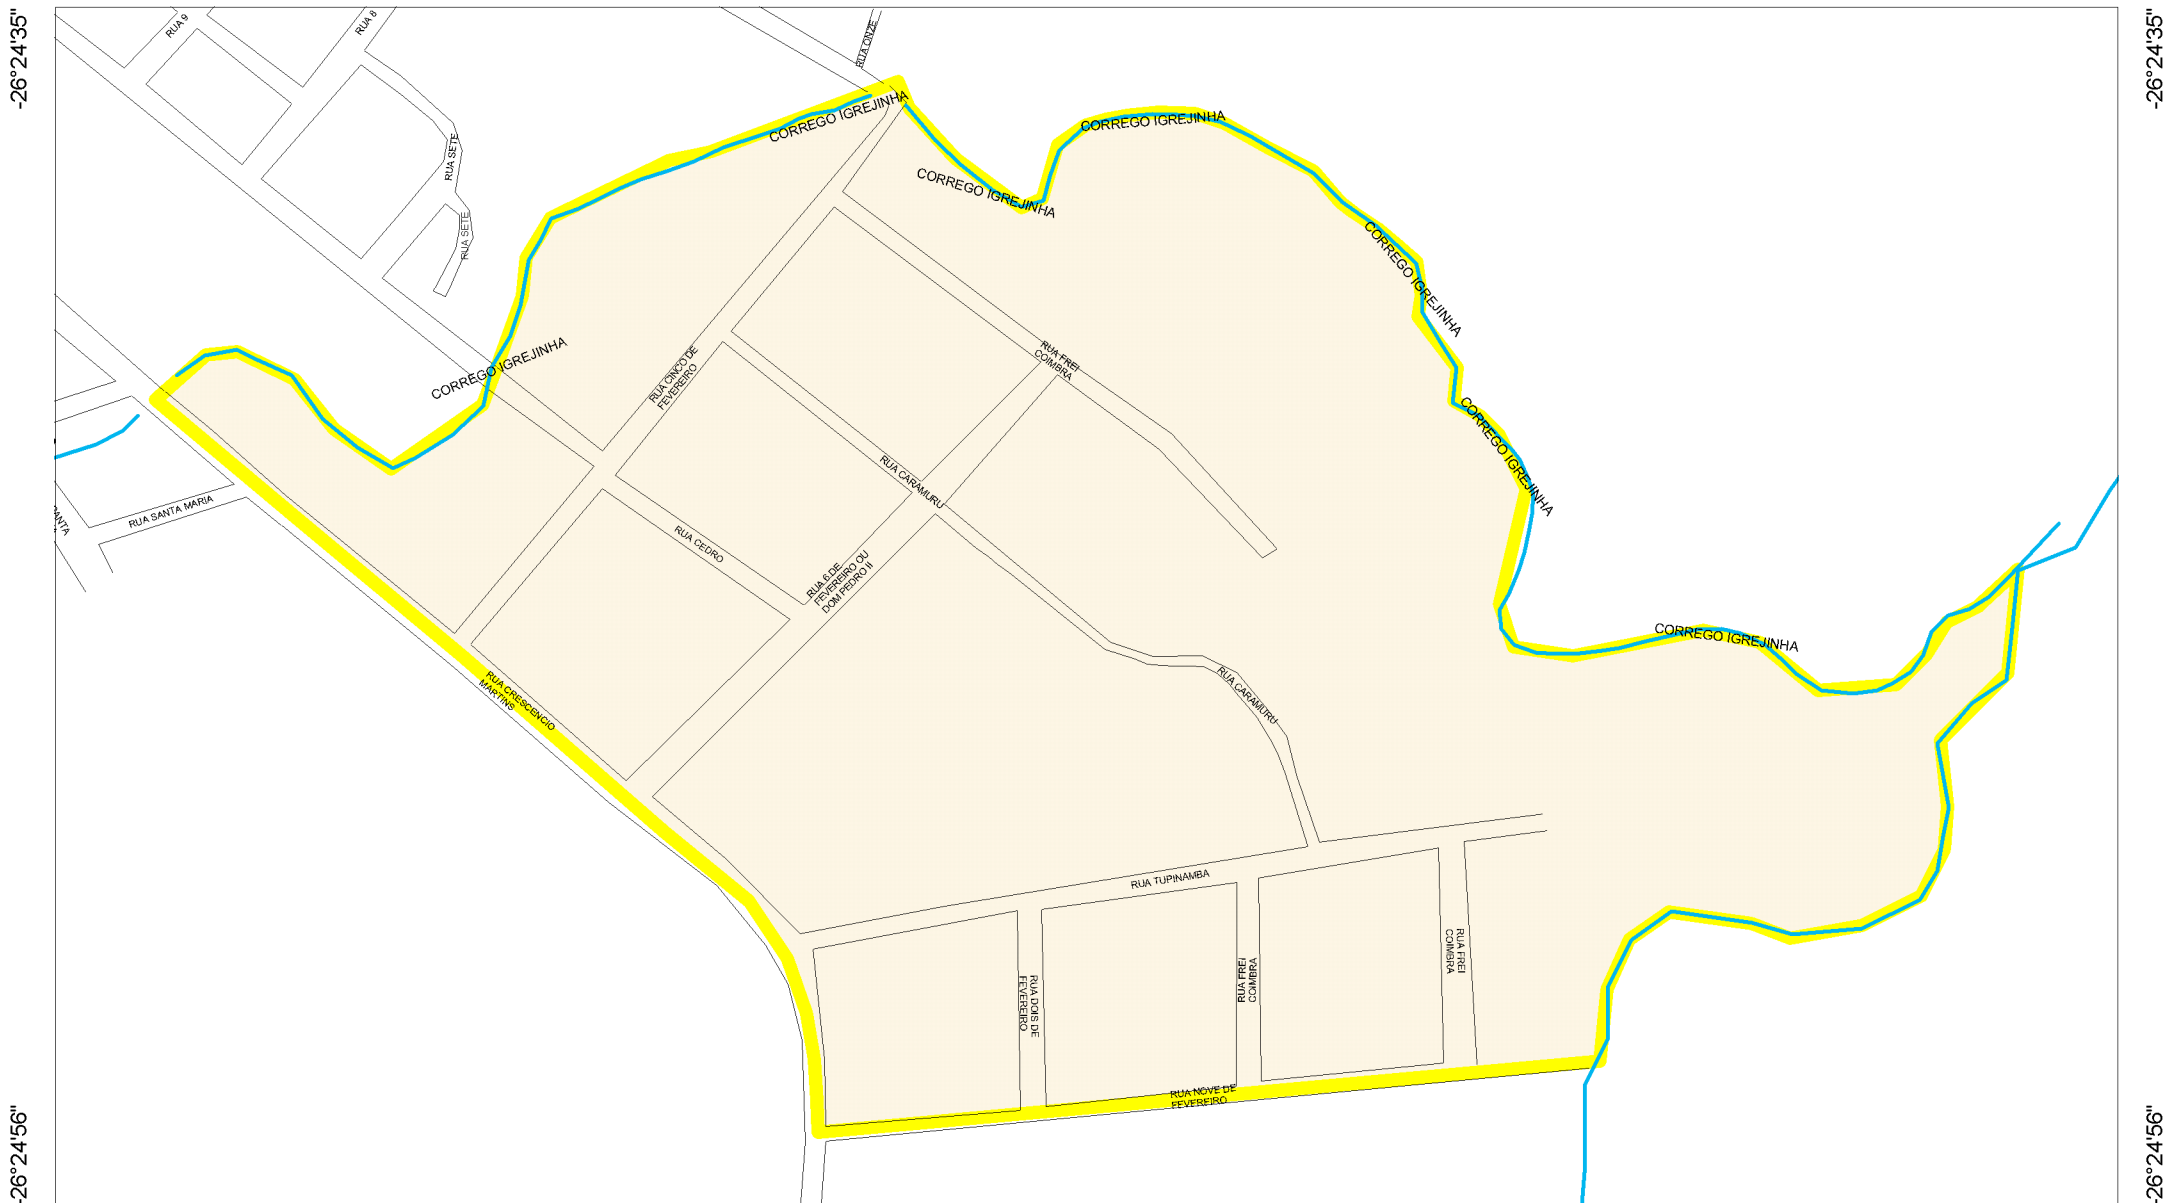 -26°24'35"
-26°24'35"
RUA 9
RUA 8
RUA ONZE
CORREGO IGREJINHA
CORREGO IGREJINHA
RUA SETE
CORREGO IGREJINHA
RUA SETE
CORREGO IGREJINHA
CORREGO IGREJINHA
RUA CINCO DE
FEVEREIRO
RUA FREI
COIMBRA
CORREGO IGREJINHA
RUA CARAMURU
RUA SANTA MARIA
RUA CEDRO
RUA 6 DE
FEVEREIRO OU
DOM PEDRO II
CORREGO IGREJINHA
RUA CRESCENCIO
MARTINS
RUA CARAMURU
RUA TUPINAMBA
RUA DOIS DE
FEVEREIRO
RUA FREI
COIMBRA
RUA FREI
COIMBRA
RUA NOVE DE
FEVEREIRO
-26°24'56"
-26°24'56"